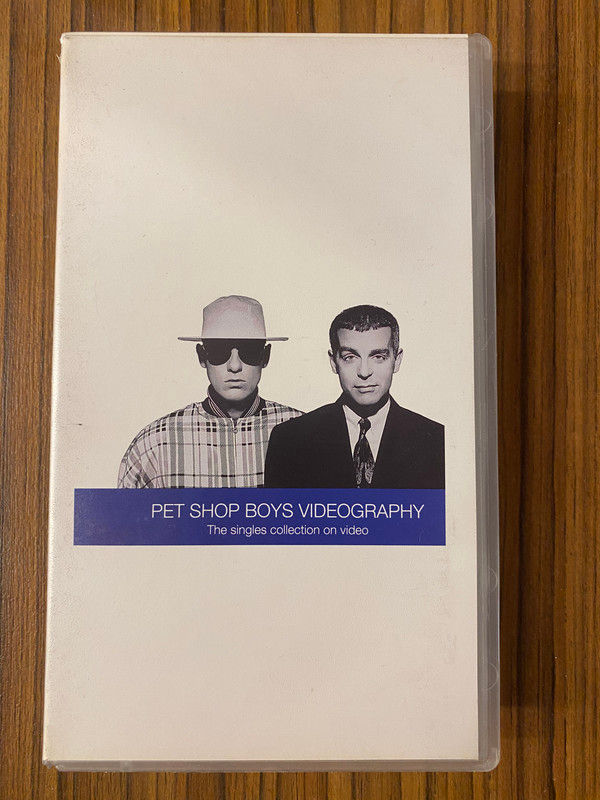 PET SHOP BOYS VIDEOGRAPHY
The singles collection on video